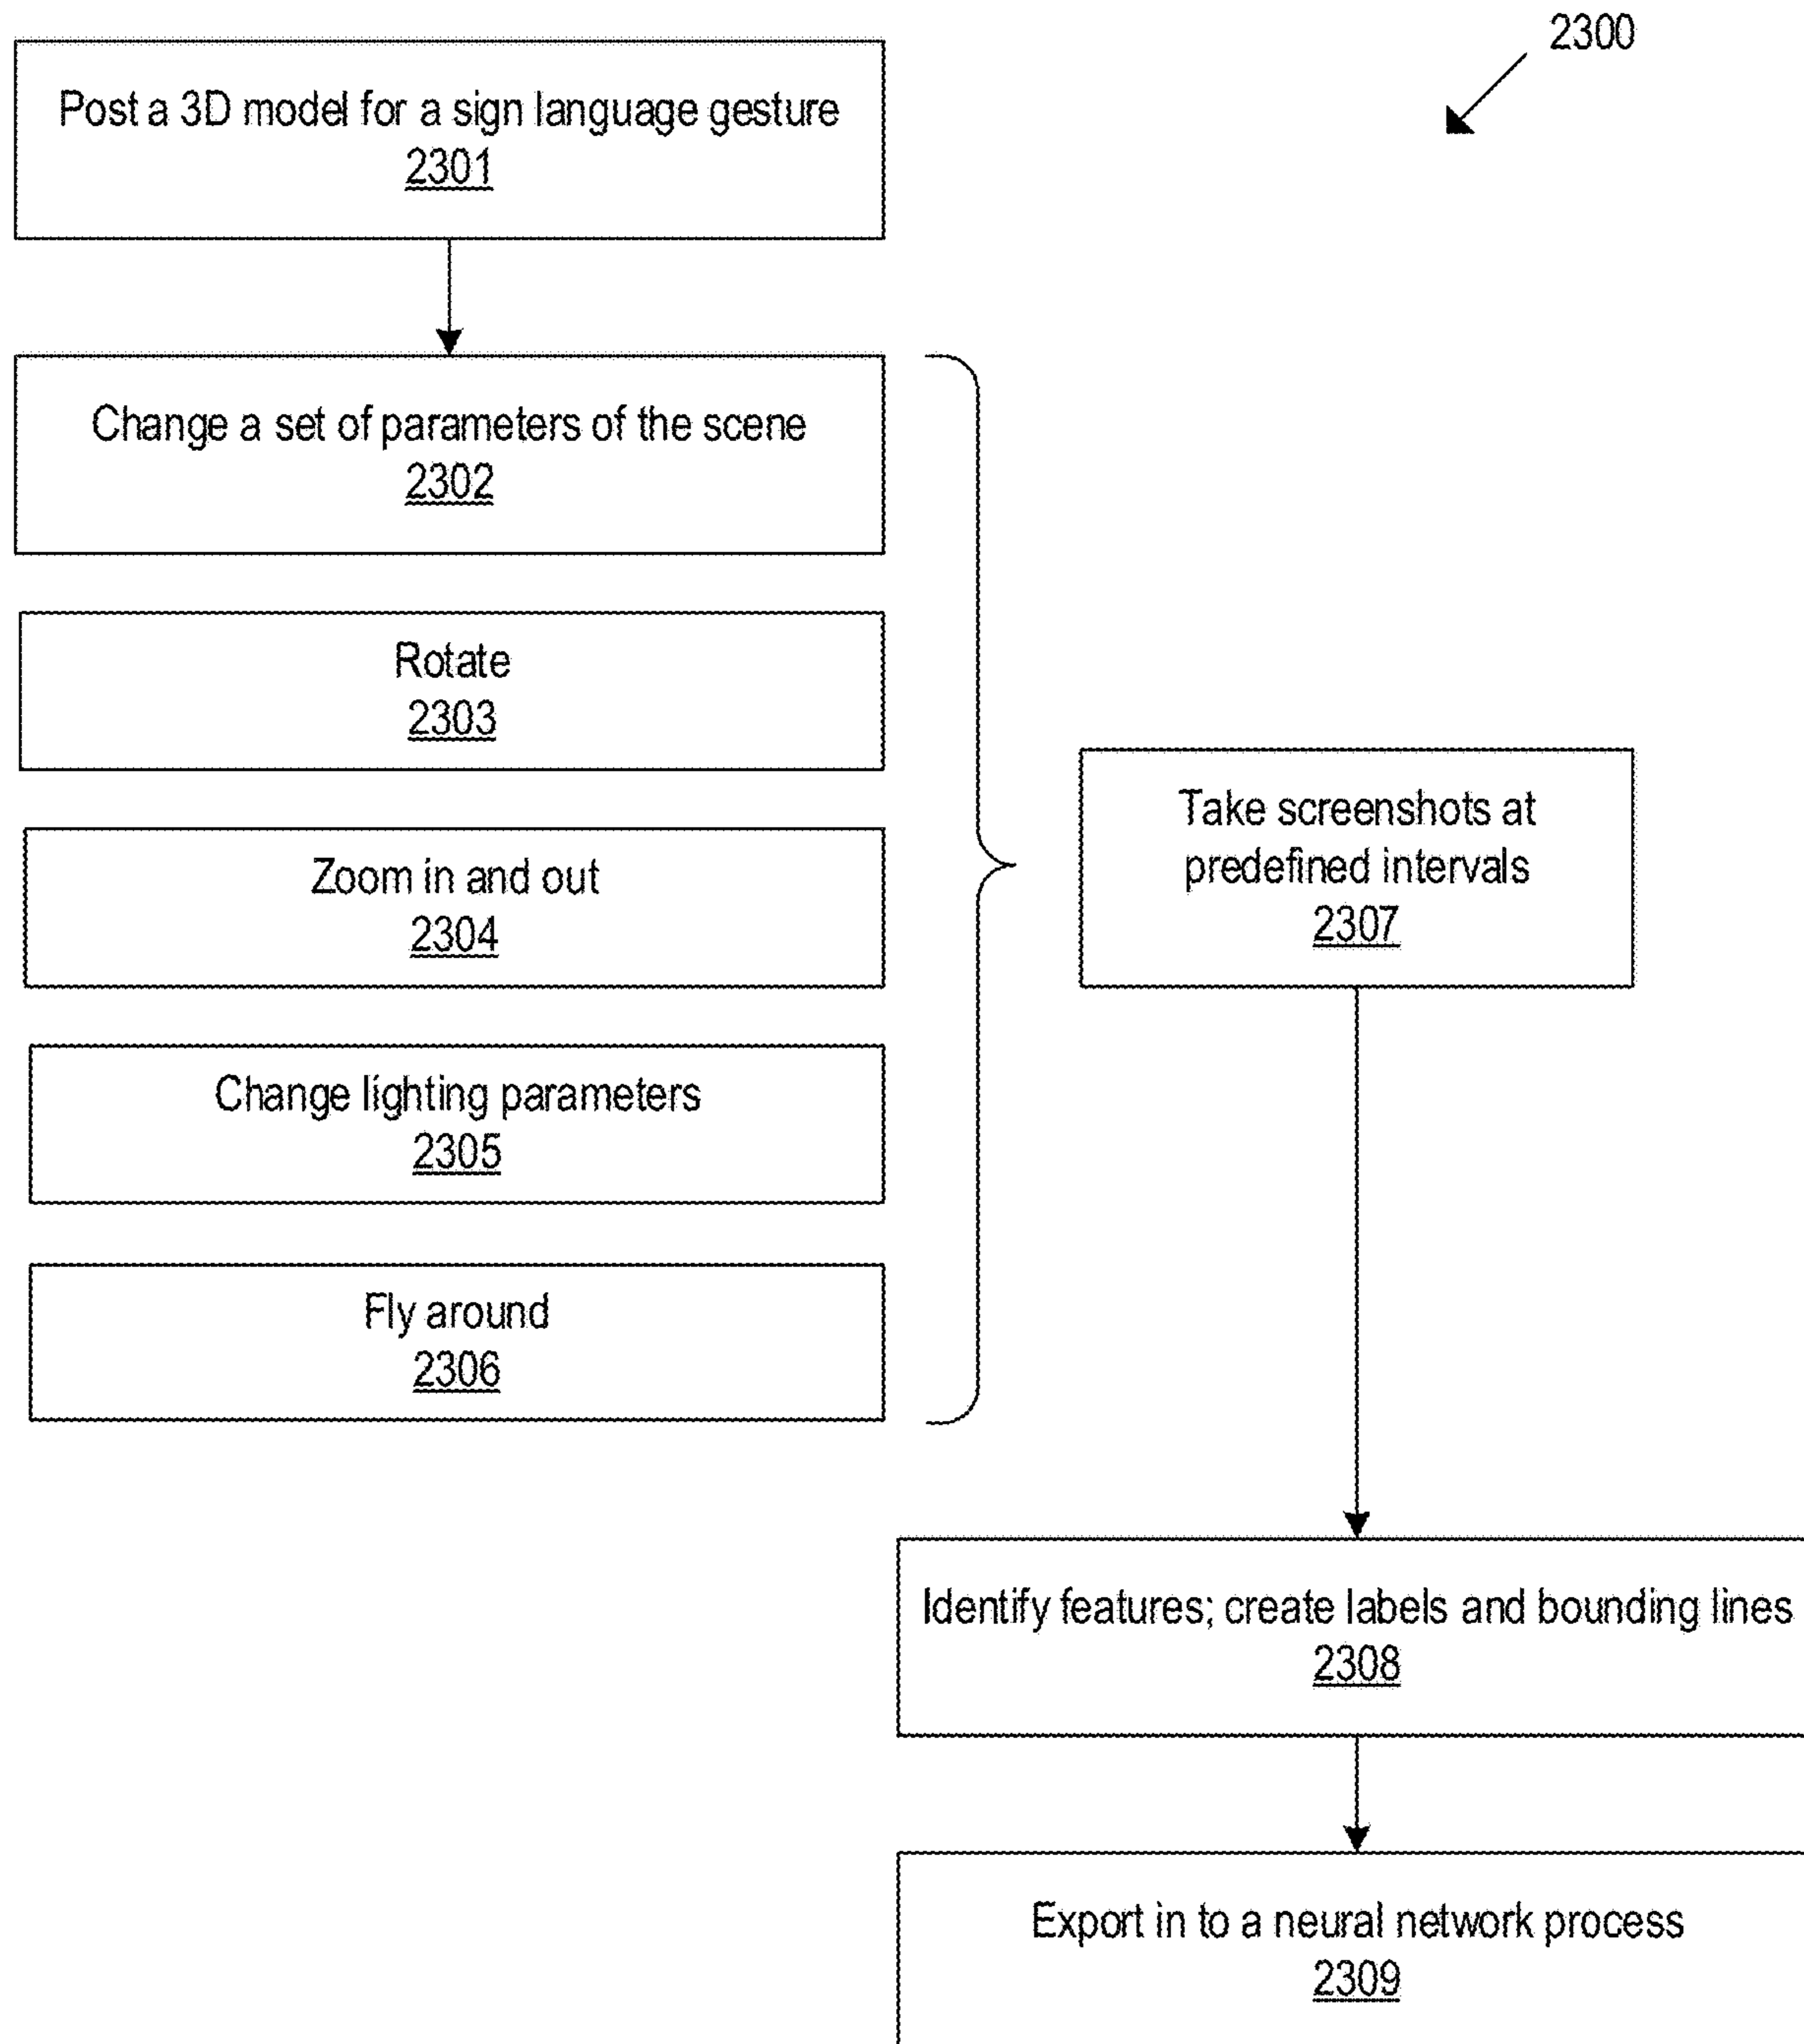 2300
Post a 3D model for a sign language gesture
2301
Change a set of parameters of the scene
2302
Rotate
2303
Zoom in and out
2304
Change lighting parameters
2305
Fly around
2306
Take screenshots at
predefined intervals
2307
Identify features; create labels and bounding lines
2308
Export in to a neural network process
2309